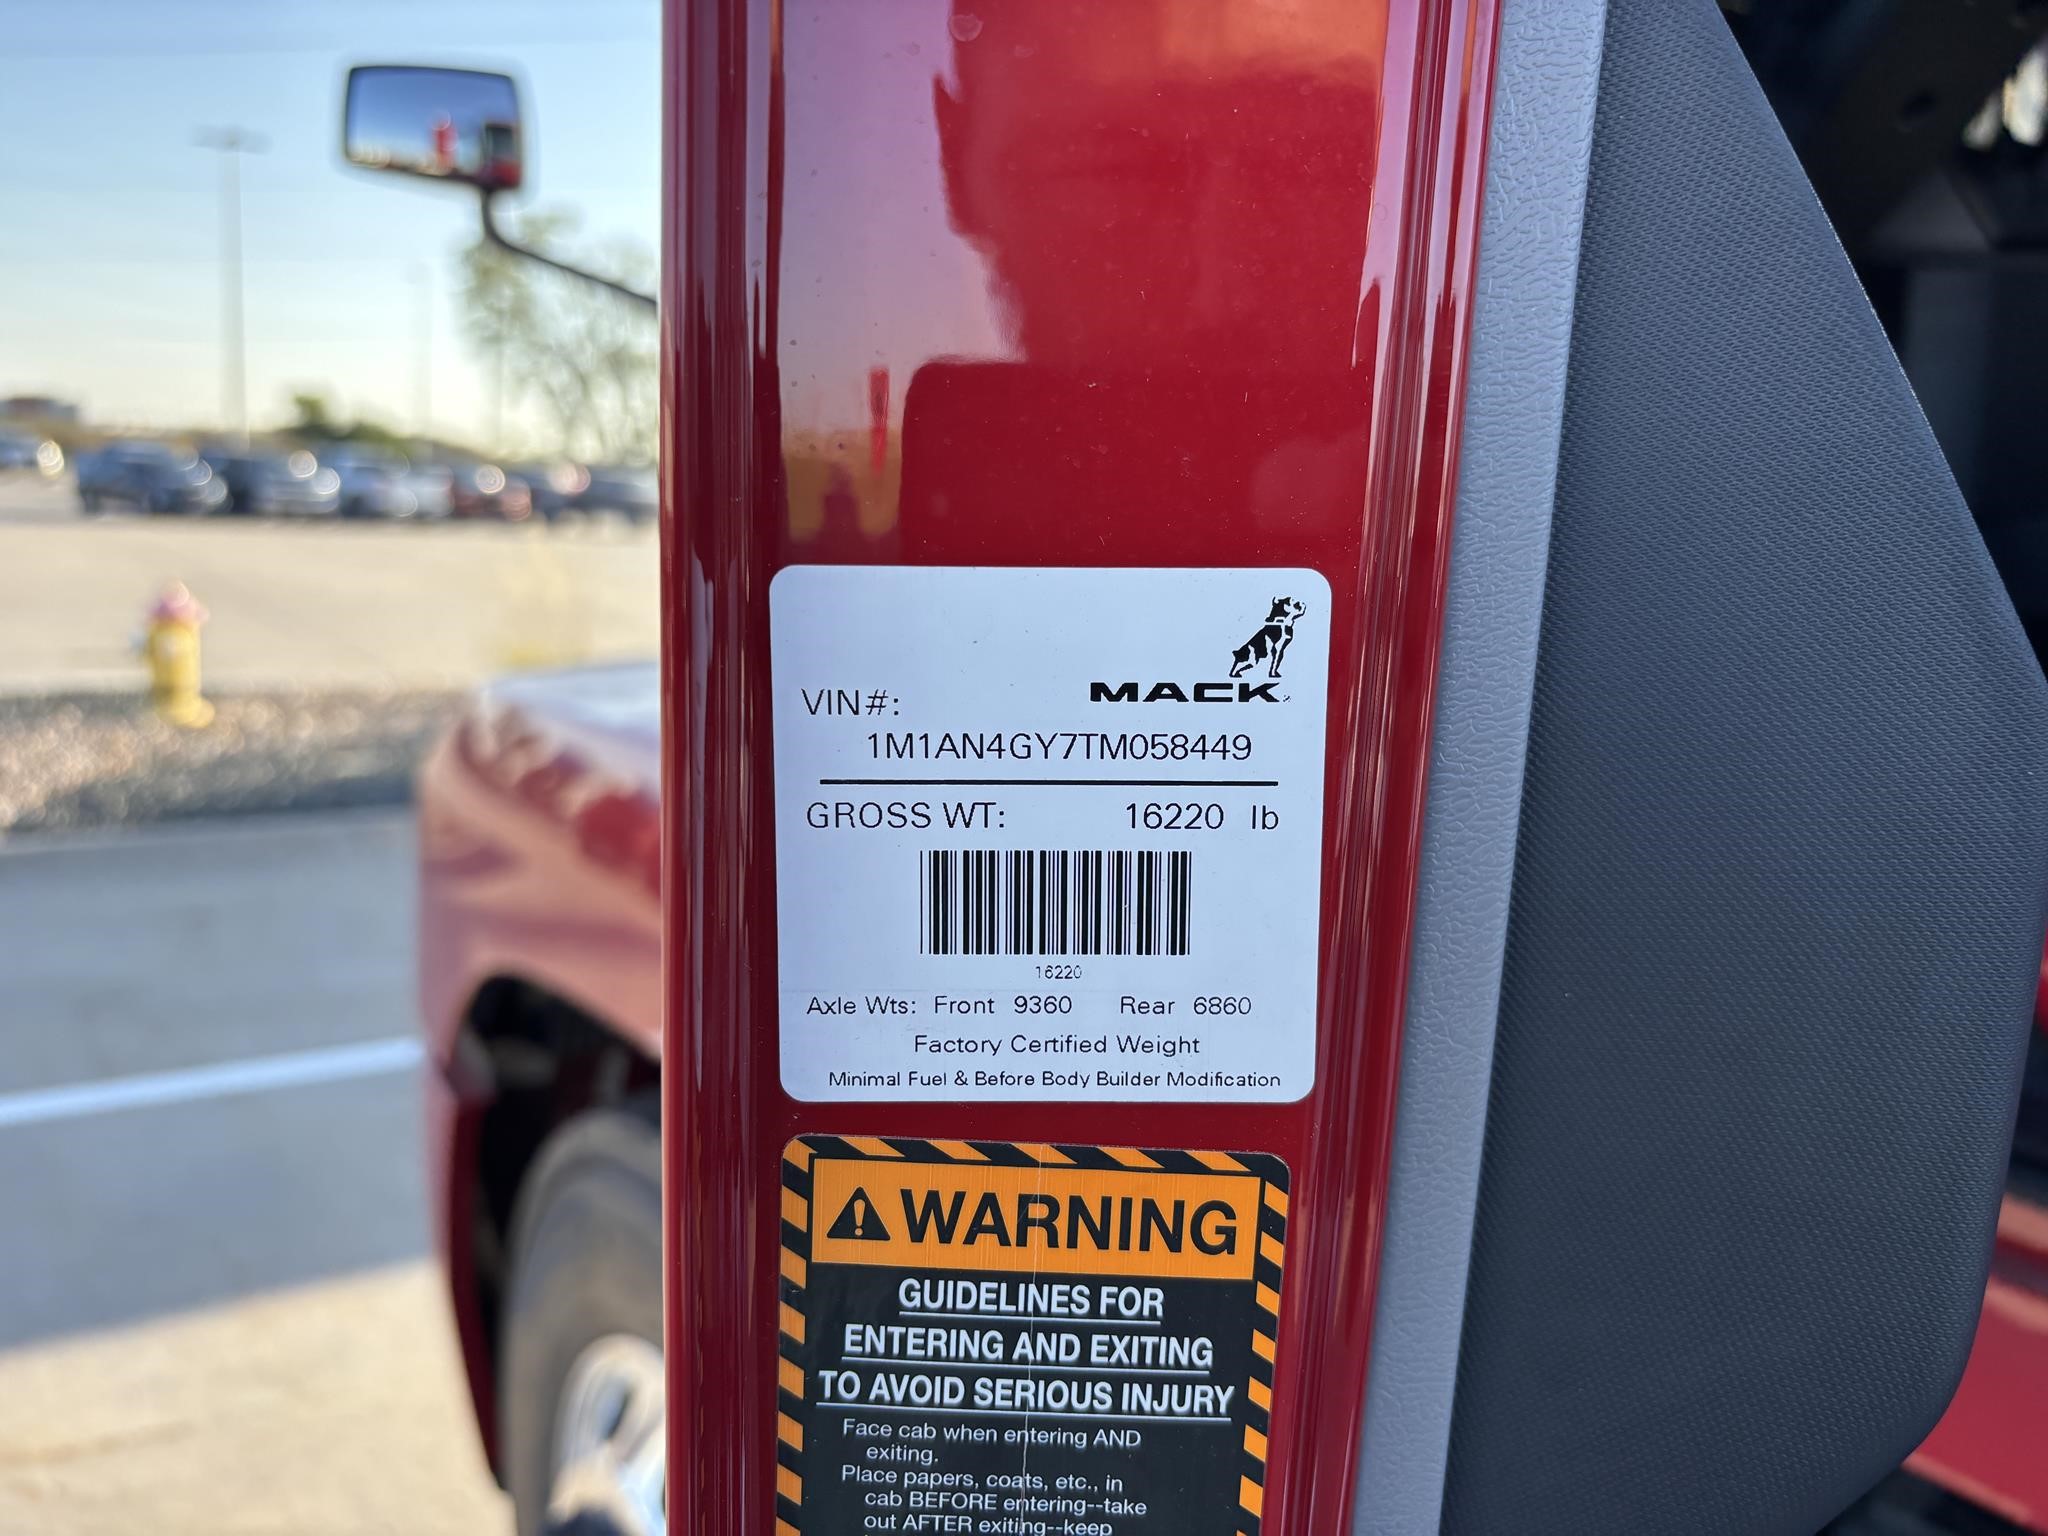 MACK
VIN#:
1M1AN4GY7TM058449
GROSS WT: 16220 lb
16220
Axle Wts: Front 9360 Rear 6860
Factory Certified Weight
Minimal Fuel & Before Body Builder Modification
WARNING
GUIDELINES FOR
ENTERING AND EXITING
TO AVOID SERIOUS INJURY
Face cab when entering AND
exiting.
Place papers, coats, etc., in
cab BEFORE entering--take
out AFTER exiting--keep